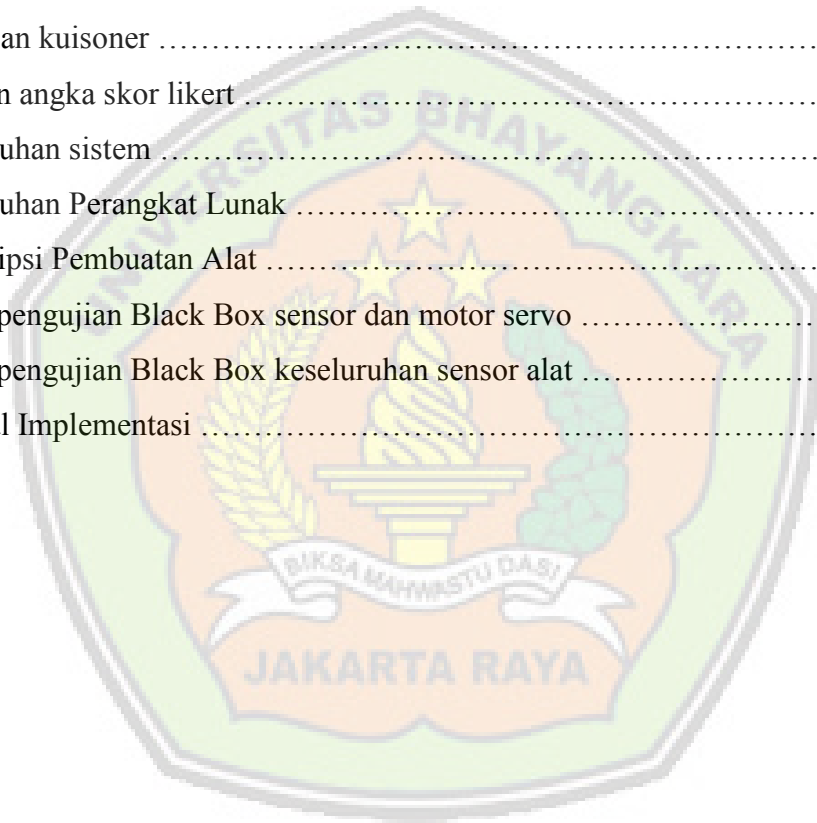 an kuisoner ……………………………………………………………
n angka skor likert ……………………………………………………
uhan sistem ……………………………………………………………
uhan Perangkat Lunak …………………………………………………
ipsi Pembuatan Alat ……………………………………………………
pengujian Black Box sensor dan motor servo ……………………
pengujian Black Box keseluruhan sensor alat ……………………
l Implementasi …………………………………………………………
UNIVERSITAS BHAYANGKARA
BIKSA MAHWASTU DASI
JAKARTA RAYA